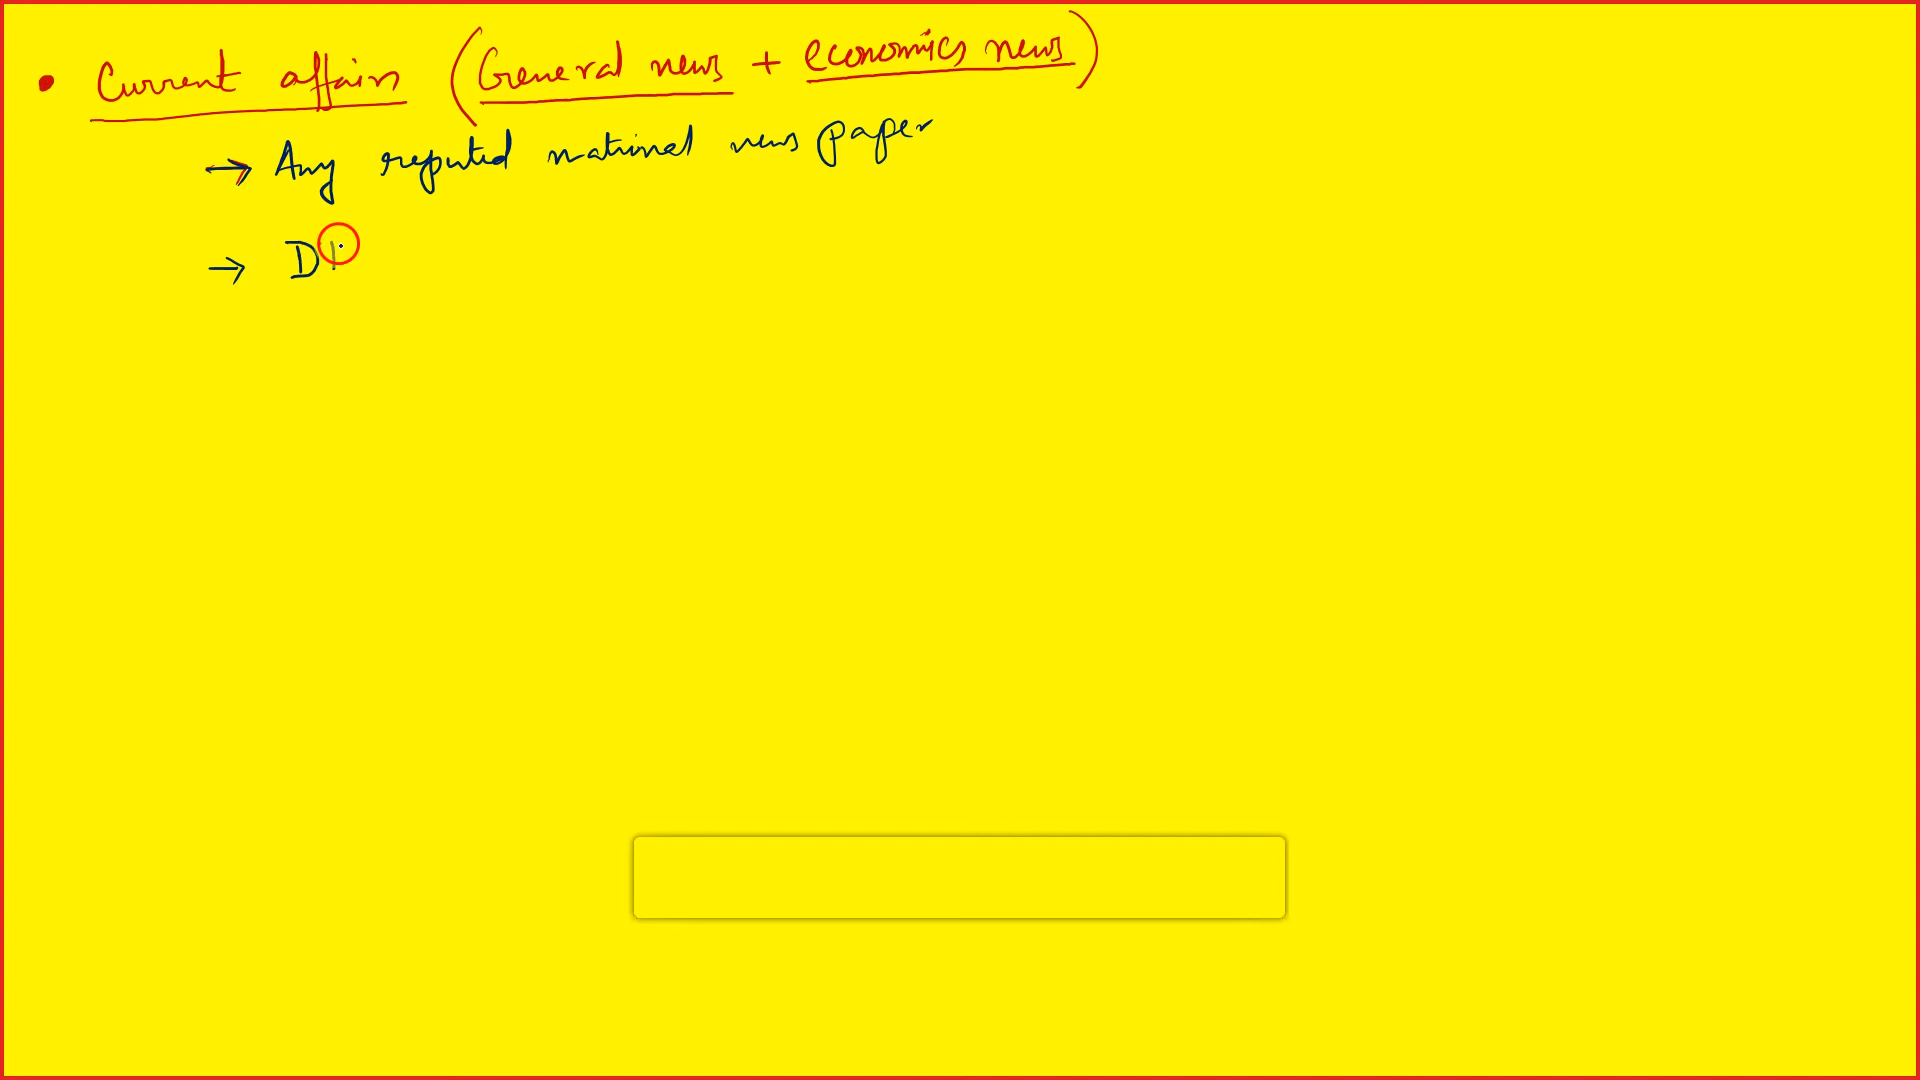 • Current affairs (General news + economics news)
→ Any reputed national news paper
→ D